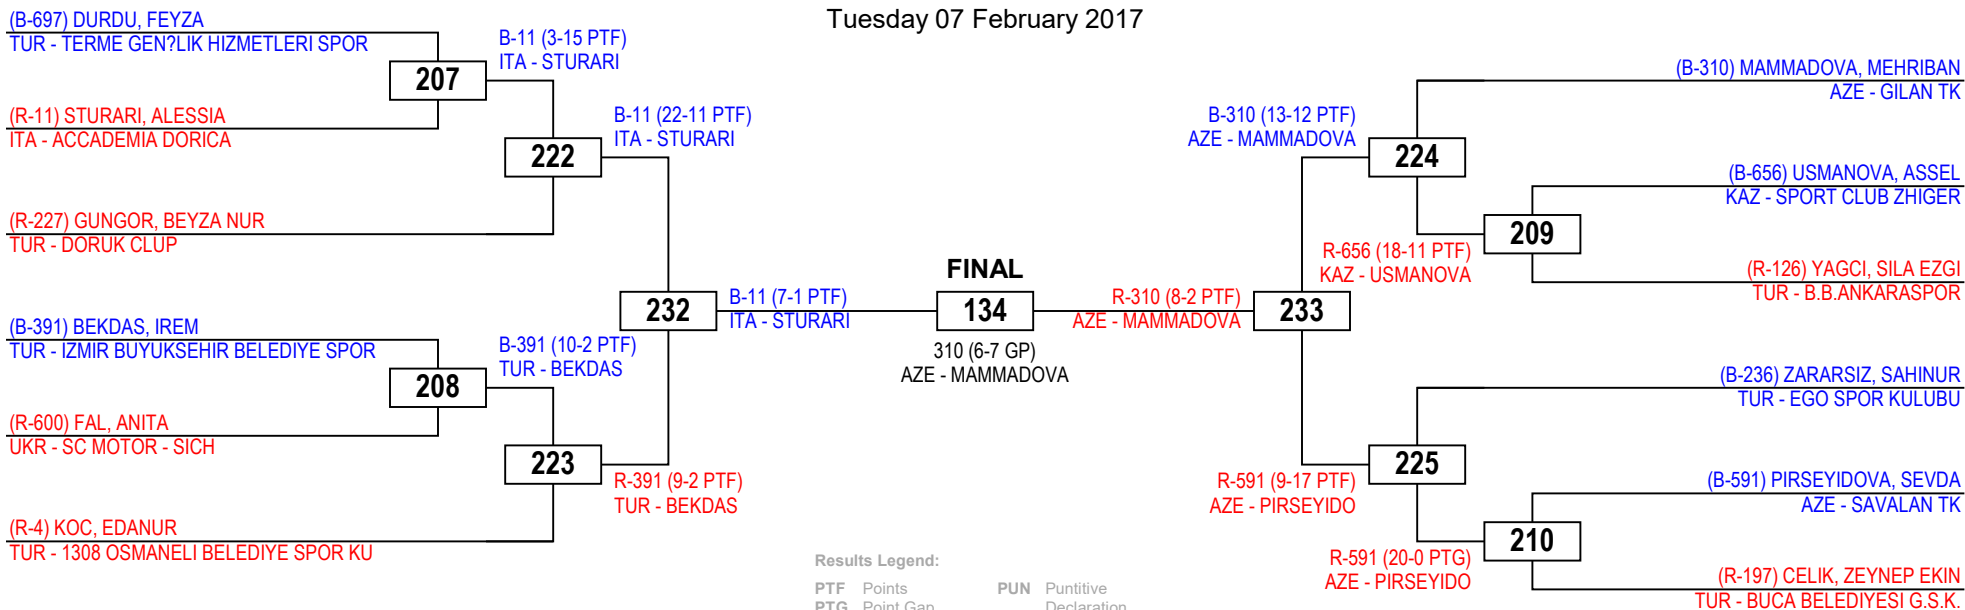 Tuesday 07 February 2017
(B-697) DURDU, FEYZA
TUR - TERME GEN?LIK HIZMETLERI SPOR
207
(R-11) STURARI, ALESSIA
ITA - ACCADEMIA DORICA
B-11 (3-15 PTF)
ITA - STURARI
222
(R-227) GUNGOR, BEYZA NUR
TUR - DORUK CLUP
B-11 (22-11 PTF)
ITA - STURARI
232
(B-391) BEKDAS, IREM
TUR - IZMIR BUYUKSEHIR BELEDIYE SPOR
208
(R-600) FAL, ANITA
UKR - SC MOTOR - SICH
B-391 (10-2 PTF)
TUR - BEKDAS
223
(R-4) KOC, EDANUR
TUR - 1308 OSMANELI BELEDIYE SPOR KU
R-391 (9-2 PTF)
TUR - BEKDAS
B-11 (7-1 PTF)
ITA - STURARI
FINAL
134
310 (6-7 GP)
AZE - MAMMADOVA
R-310 (8-2 PTF)
AZE - MAMMADOVA
233
B-310 (13-12 PTF)
AZE - MAMMADOVA
224
(B-310) MAMMADOVA, MEHRIBAN
AZE - GILAN TK
(B-656) USMANOVA, ASSEL
KAZ - SPORT CLUB ZHIGER
209
R-656 (18-11 PTF)
KAZ - USMANOVA
(R-126) YAGCI, SILA EZGI
TUR - B.B.ANKARASPOR
(B-236) ZARARSIZ, SAHINUR
TUR - EGO SPOR KULUBU
225
R-591 (9-17 PTF)
AZE - PIRSEYIDO
(B-591) PIRSEYIDOVA, SEVDA
AZE - SAVALAN TK
210
R-591 (20-0 PTG)
AZE - PIRSEYIDO
(R-197) CELIK, ZEYNEP EKIN
TUR - BUCA BELEDIYESI G.S.K.
Results Legend:
PTF Points PUN Puntitive
PTG Point Gap Declaration